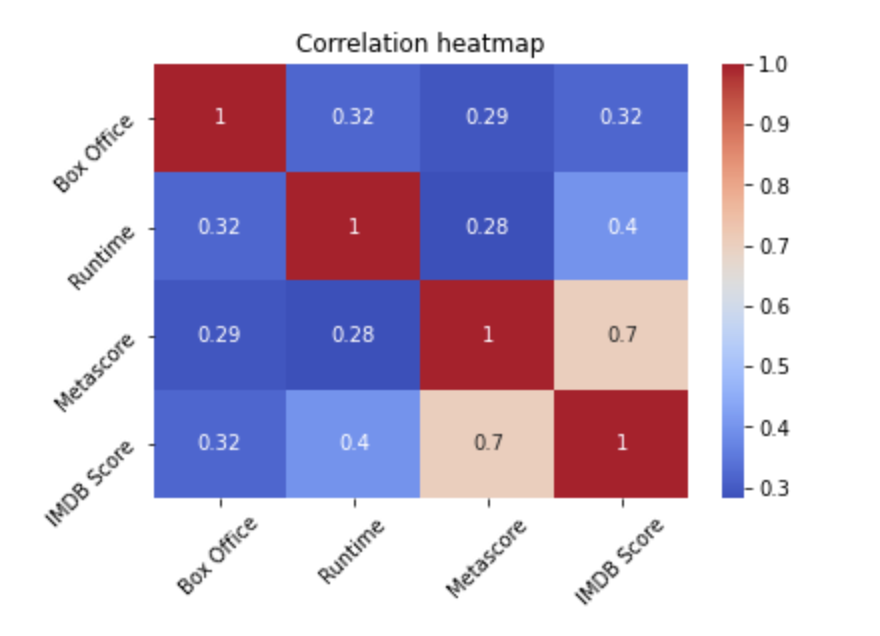 Correlation heatmap
Box Office 1 0.32 0.29 0.32
Runtime 0.32 1 0.28 0.4
Metascore 0.29 0.28 1 0.7
IMDB Score 0.32 0.4 0.7 1
Box Office Runtime Metascore IMDB Score
1.0
0.9
0.8
0.7
0.6
0.5
0.4
0.3